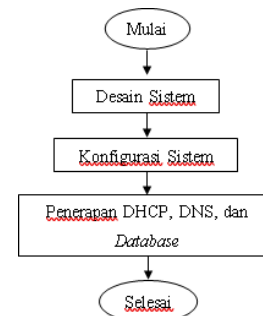 Mulai
Desain Sistem
Konfigurasi Sistem
Penerapan DHCP, DNS, dan
Database
Selesai